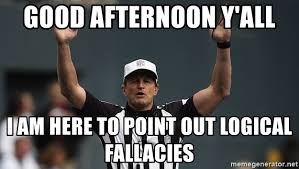 GOOD AFTERNOON Y'ALL
I AM HERE TO POINT OUT LOGICAL
FALLACIES
memegenerator.net